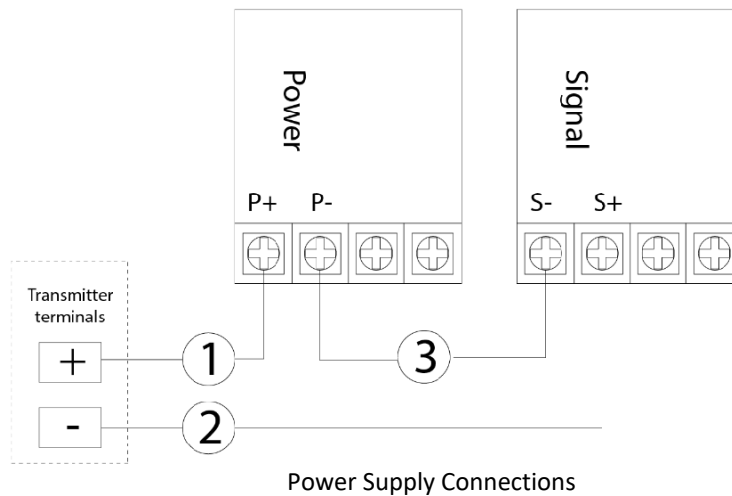 Power
Signal
P+ P-
S- S+
Transmitter
terminals
+
1
3
-
2
Power Supply Connections